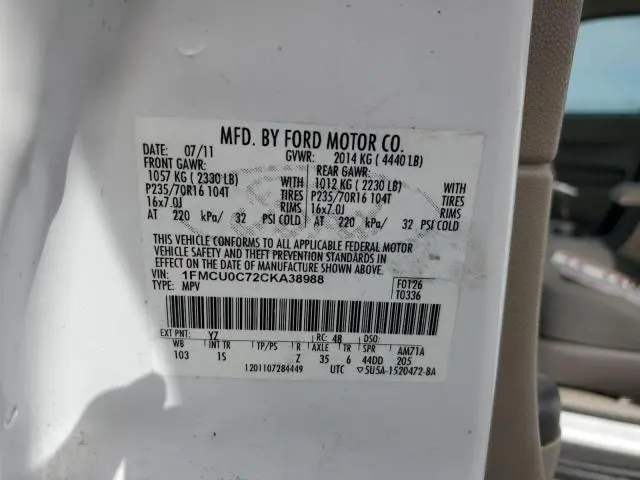 MFD. BY FORD MOTOR CO.
DATE: 07/11 GVWR: 2014 KG ( 4440 LB)
FRONT GAWR: REAR GAWR:
1057 KG ( 2330 LB) WITH 1012 KG ( 2230 LB) WITH
P235/70R16 104T TIRES P235/70R16 104T TIRES
16x7.0J RIMS 16x7.0J RIMS
AT 220 kPa/ 32 PSI COLD AT 220 kPa/ 32 PSI COLD
THIS VEHICLE CONFORMS TO ALL APPLICABLE FEDERAL MOTOR
VEHICLE SAFETY AND THEFT PREVENTION STANDARDS IN
EFFECT ON THE DATE OF MANUFACTURE SHOWN ABOVE.
VIN: 1FMCU0C72CKA38988 F0126
TYPE: MPV T0336
EXT PNT: YZ RC: 48 DSO:
WB INT TR TP/PS R AXLE TR SPR AM71A
103 1S Z 35 6 44DD 205
1201107284449 UTC ▽5U5A-1520472-BA